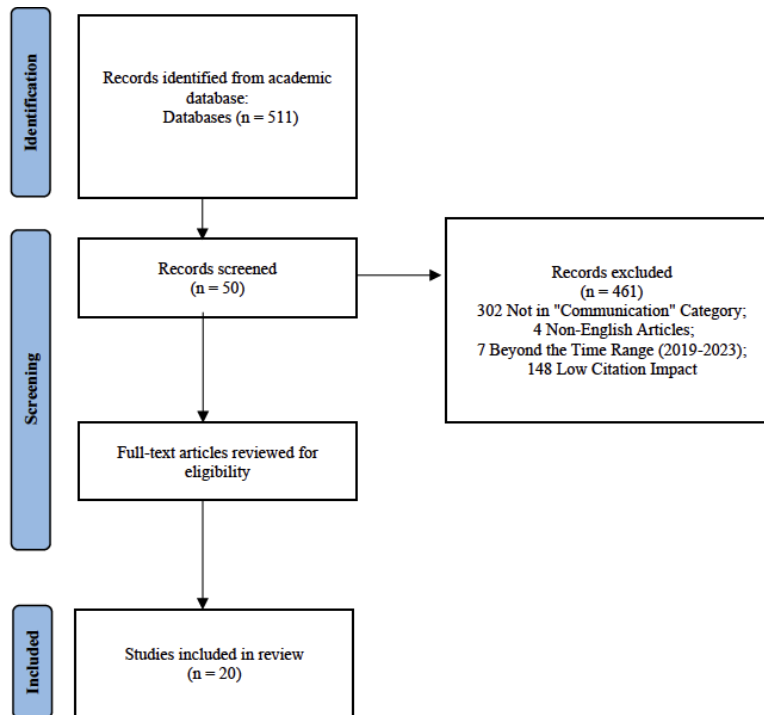 Identification
Records identified from academic
database:
Databases (n = 511)
Screening
Records screened
(n = 50)
Records excluded
(n = 461)
302 Not in "Communication" Category;
4 Non-English Articles;
7 Beyond the Time Range (2019-2023);
148 Low Citation Impact
Full-text articles reviewed for
eligibility
Included
Studies included in review
(n = 20)